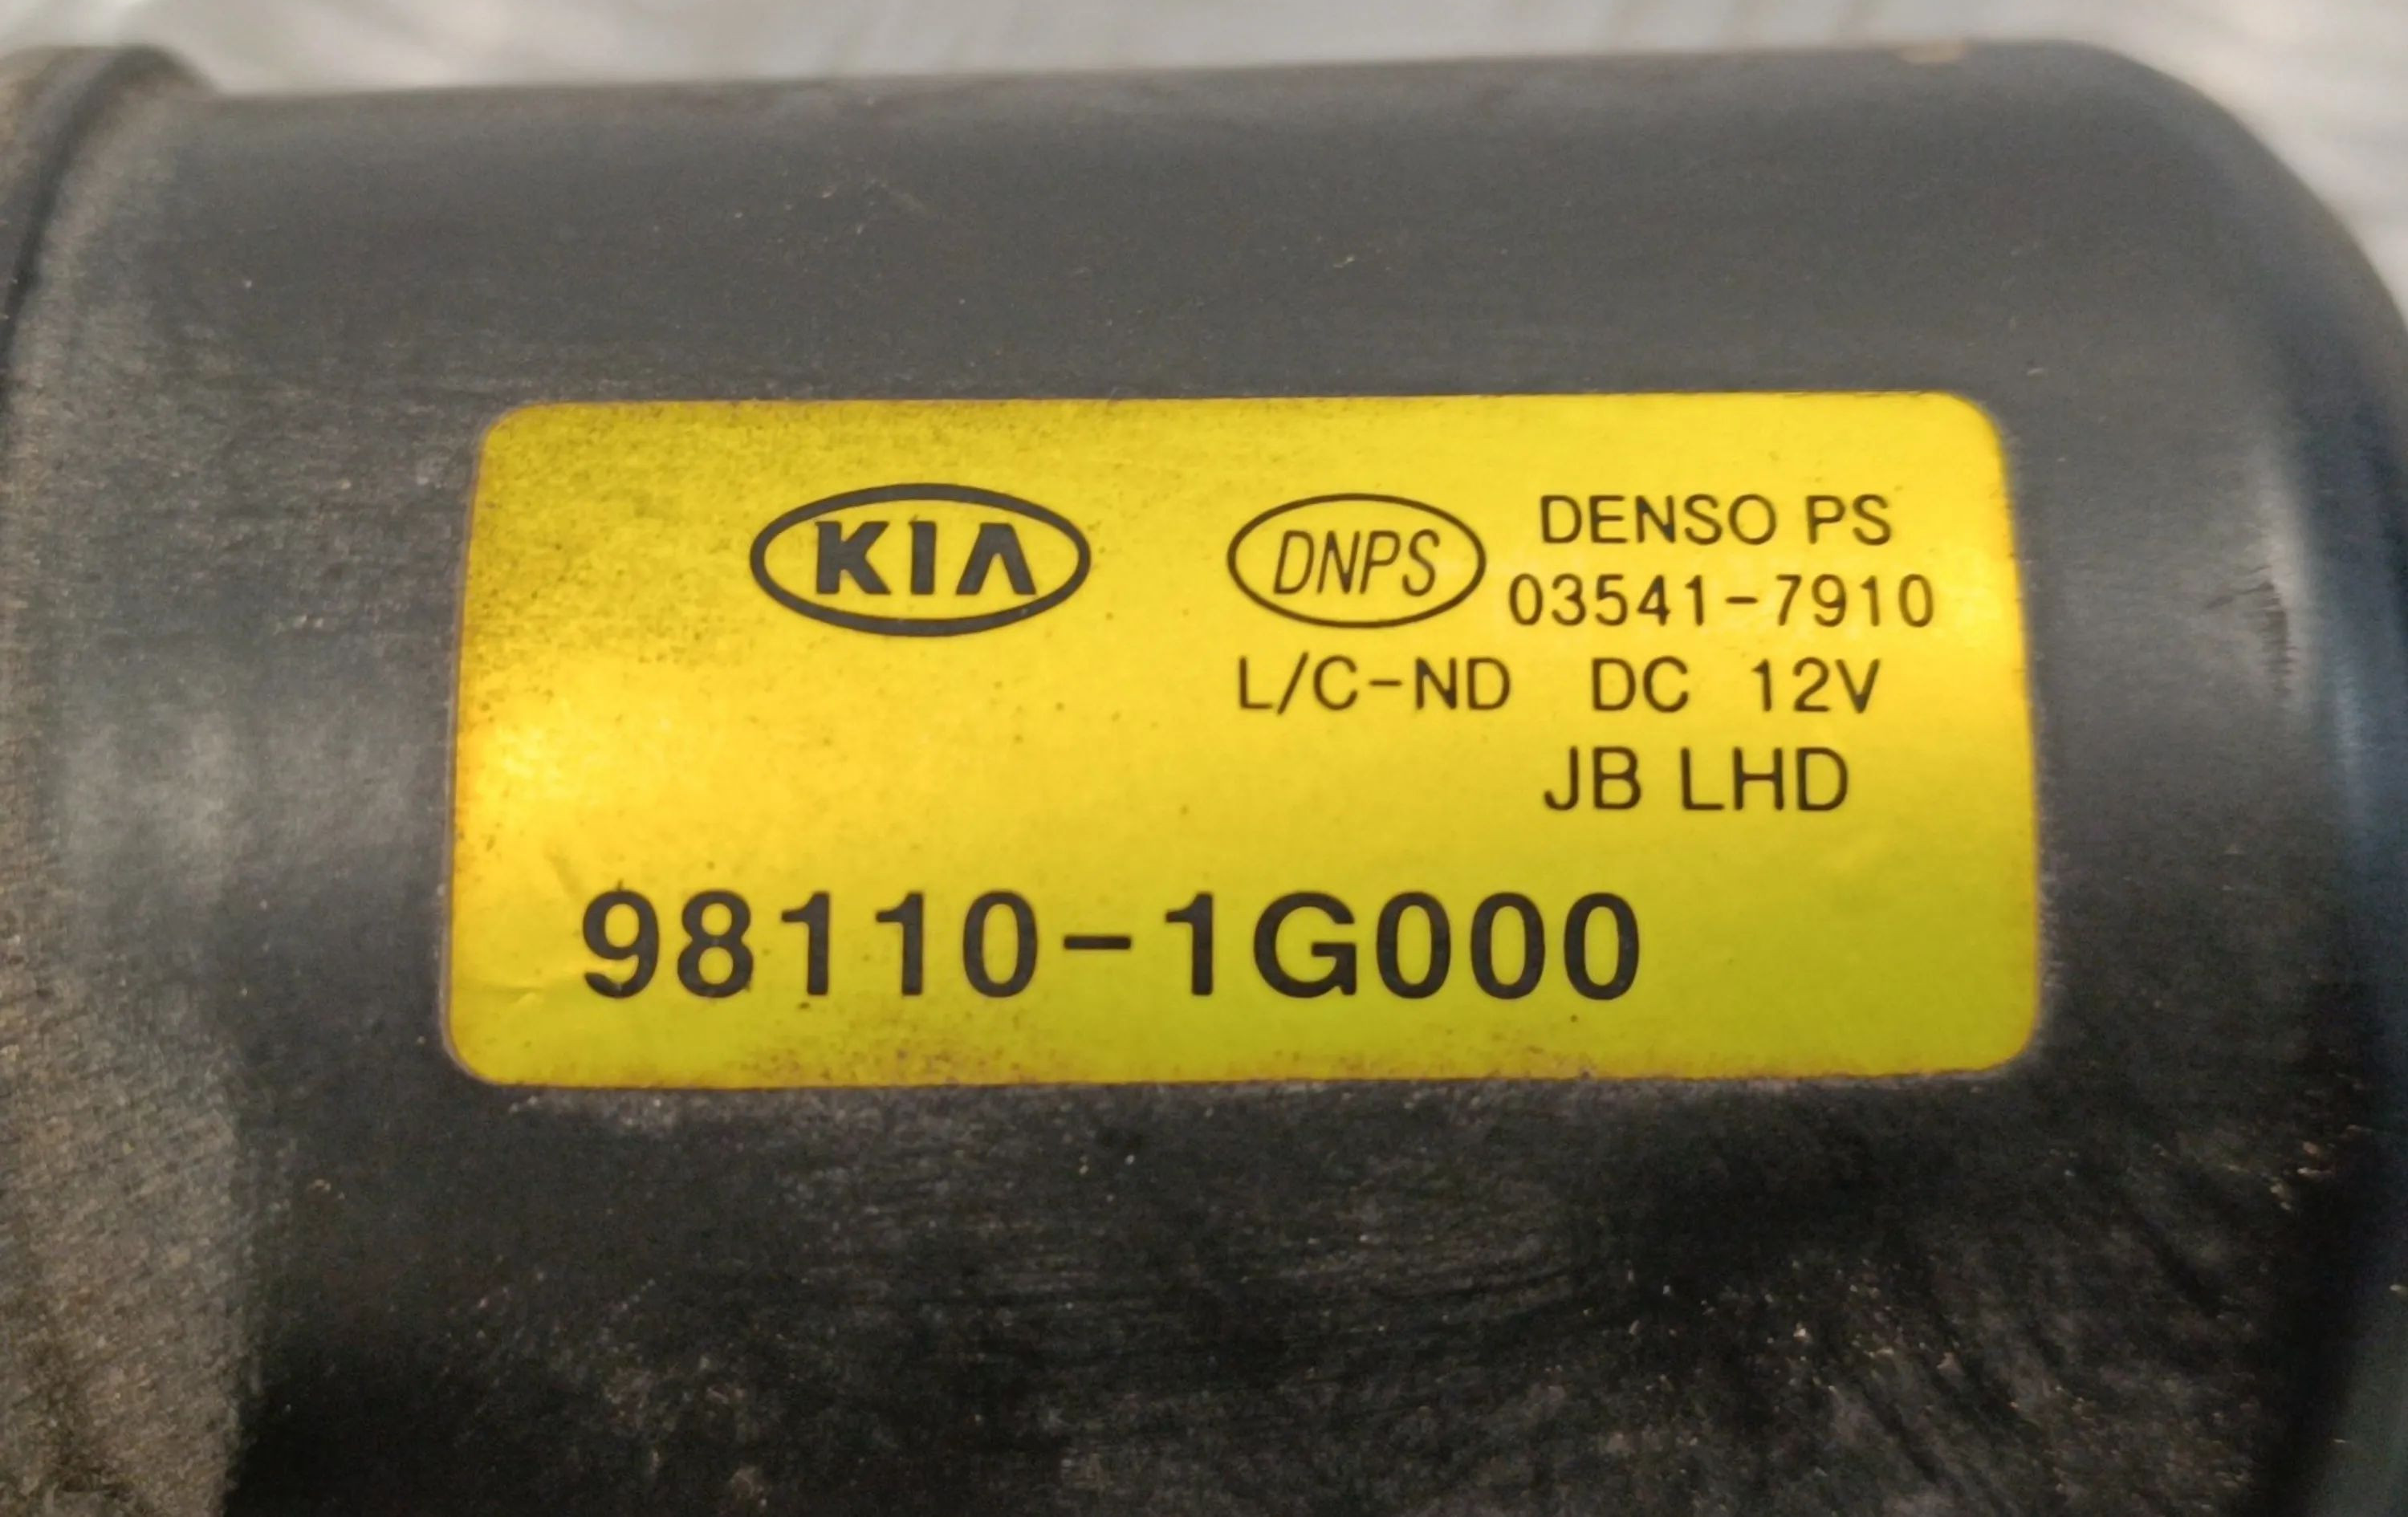 KIA DNPS DENSO PS
03541-7910
L/C-ND DC 12V
JB LHD
98110-1G000